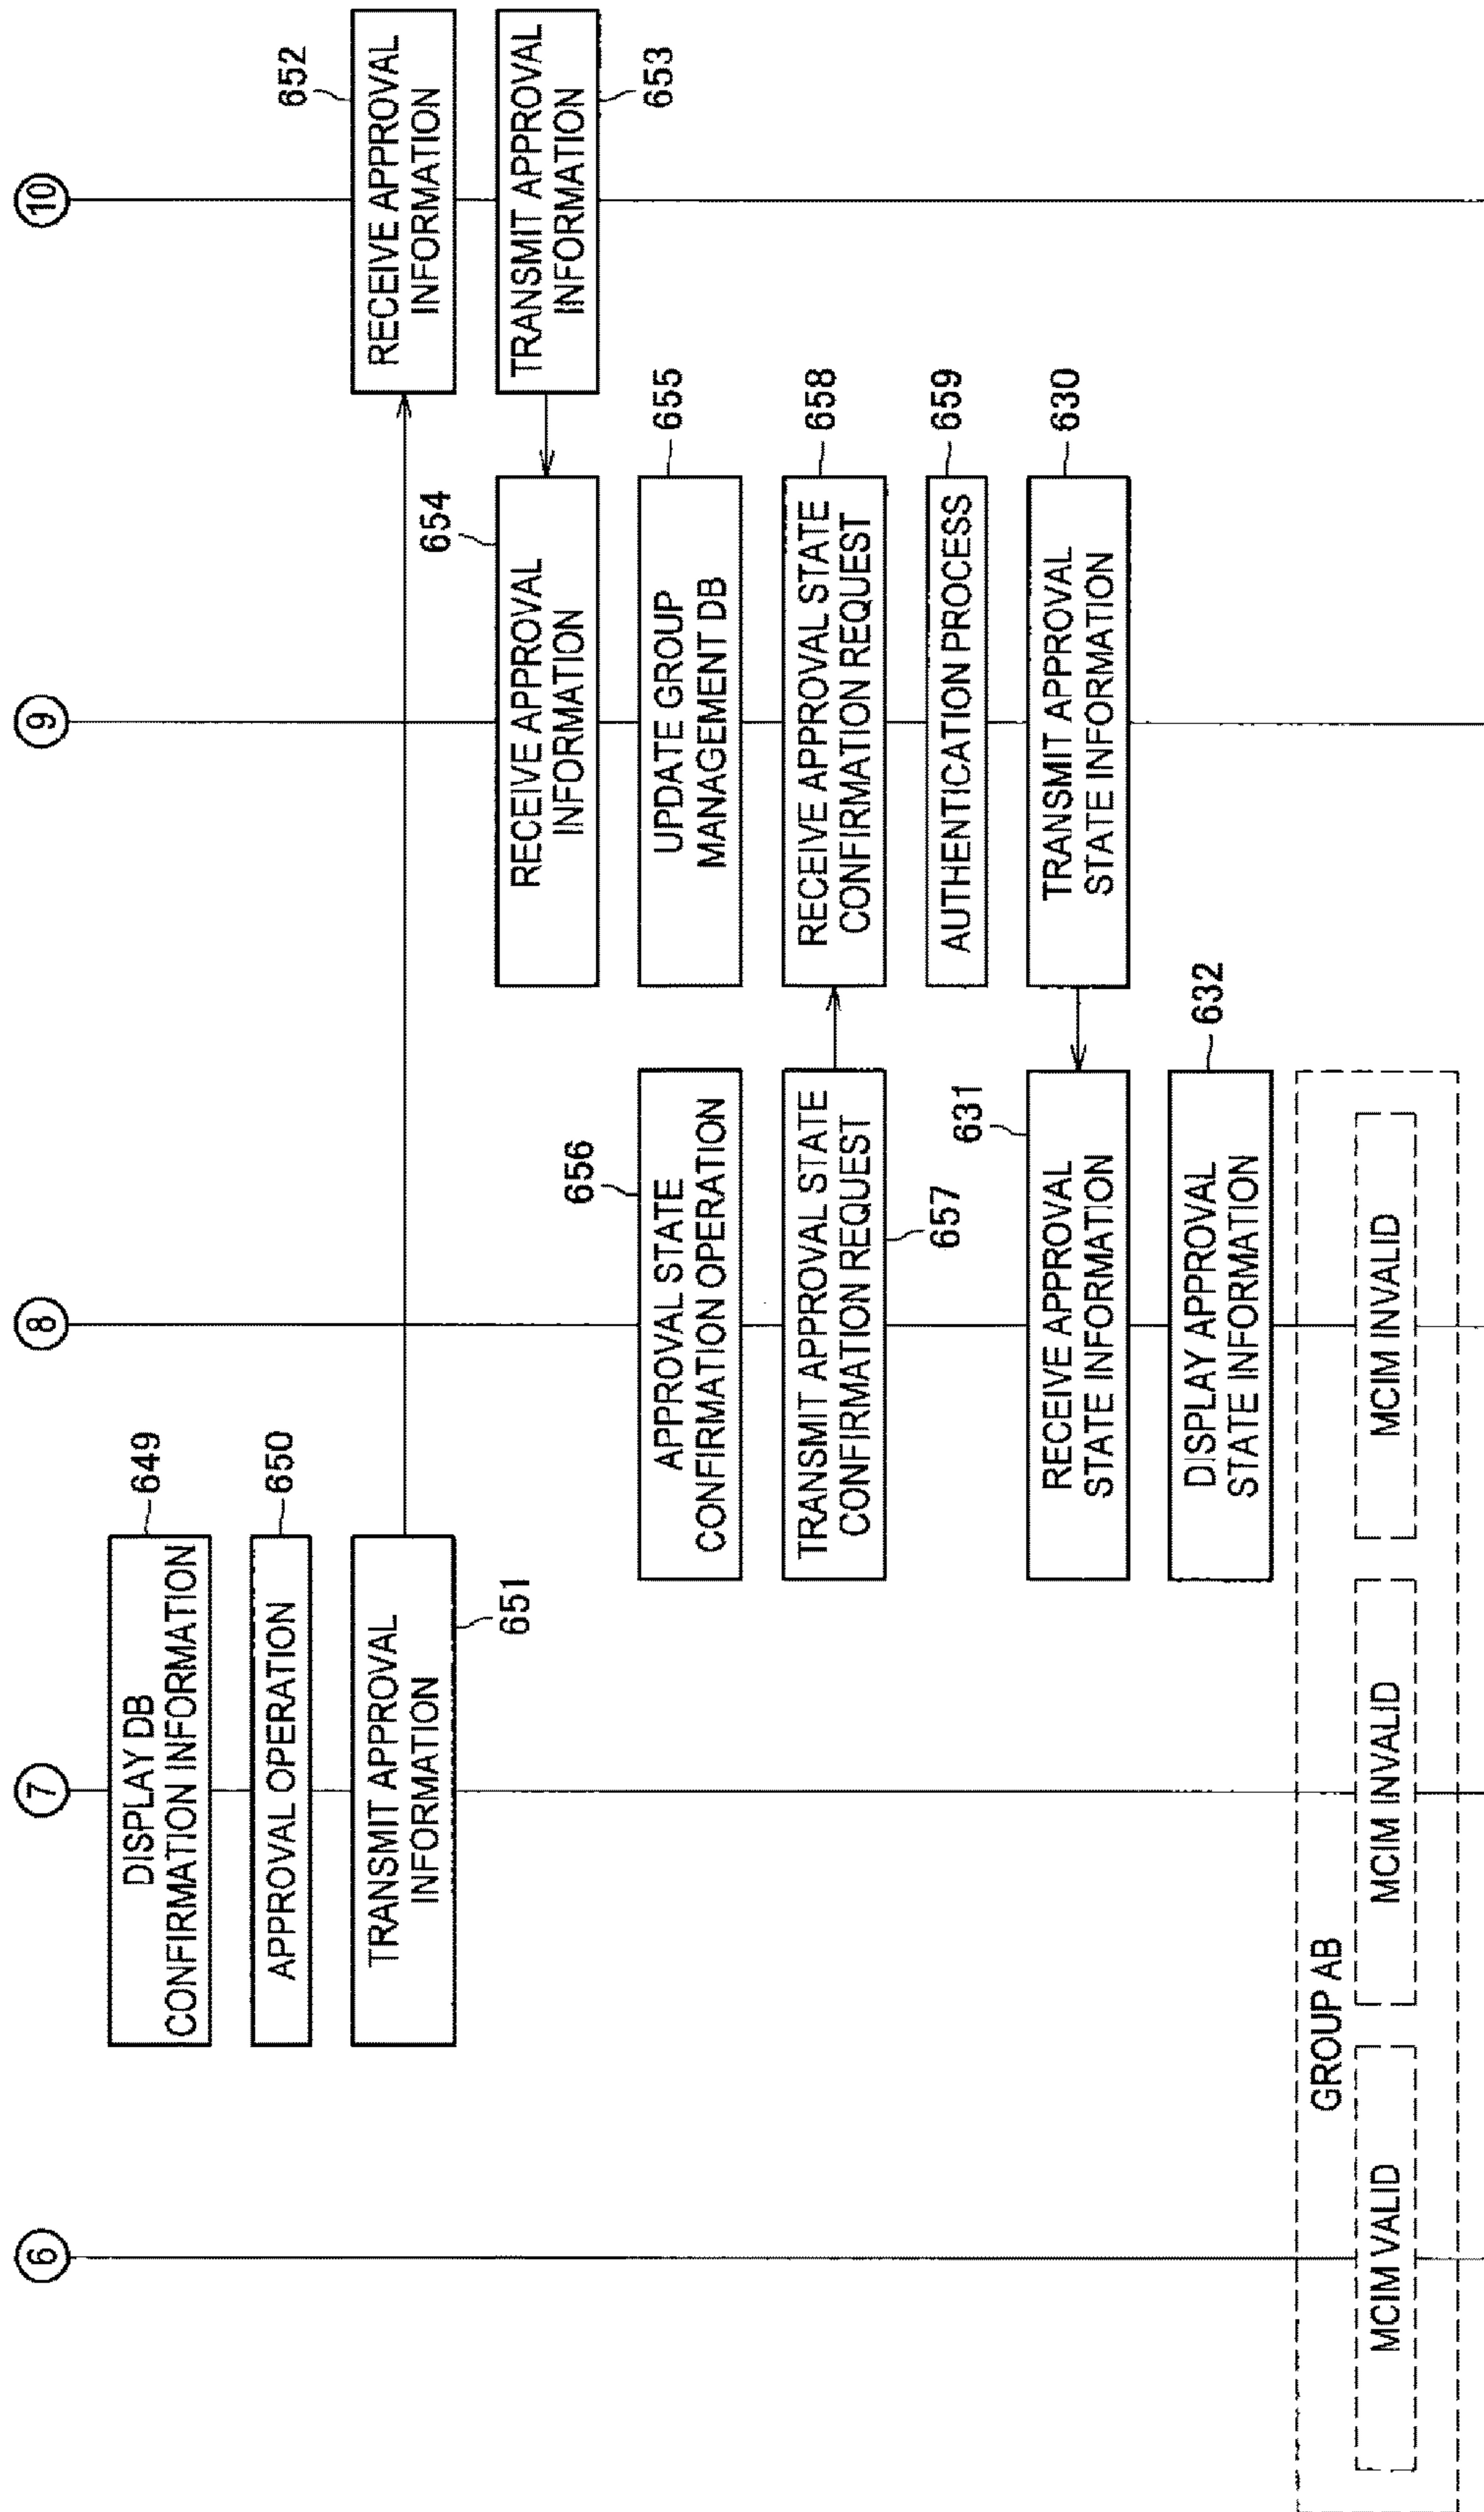 6
7
8
9
10
DISPLAY DB
CONFIRMATION INFORMATION
649
APPROVAL OPERATION
650
TRANSMIT APPROVAL
INFORMATION
651
RECEIVE APPROVAL
INFORMATION
652
TRANSMIT APPROVAL
INFORMATION
653
RECEIVE APPROVAL
INFORMATION
654
UPDATE GROUP
MANAGEMENT DB
655
APPROVAL STATE
CONFIRMATION OPERATION
656
TRANSMIT APPROVAL STATE
CONFIRMATION REQUEST
657
RECEIVE APPROVAL STATE
CONFIRMATION REQUEST
658
AUTHENTICATION PROCESS
659
TRANSMIT APPROVAL
STATE INFORMATION
630
RECEIVE APPROVAL
STATE INFORMATION
631
DISPLAY APPROVAL
STATE INFORMATION
632
GROUP AB
MCIM VALID
MCIM INVALID
MCIM INVALID